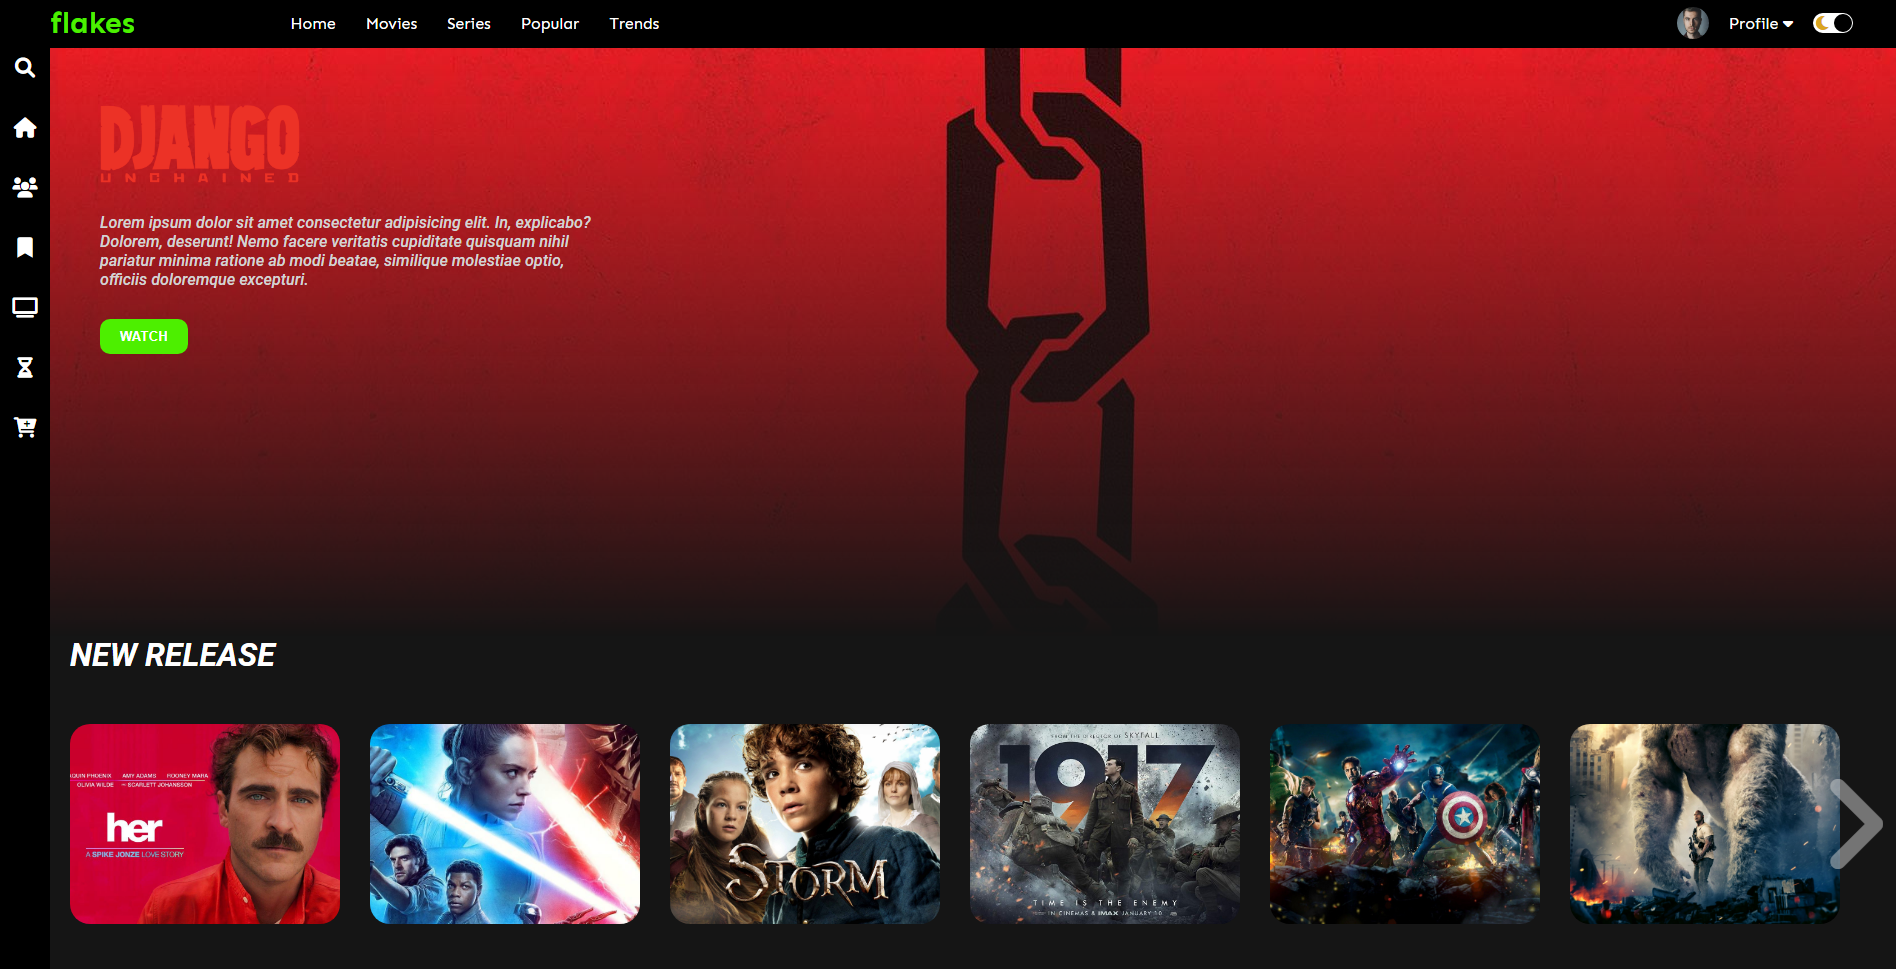 flakes
Home Movies Series Popular Trends
Profile
DJANGO
UNCHAINED
Lorem ipsum dolor sit amet consectetur adipisicing elit. In, explicabo?
Dolorem, deserunt! Nemo facere veritatis cupiditate quisquam nihil
pariatur minima ratione ab modi beatae, similique molestiae optio,
officiis doloremque excepturi.
WATCH
NEW RELEASE
QUIN PHOENIX AMY ADAMS ROONEY MARA
OLIVIA WILDE AND SCARLETT JOHANSSON
her
A SPIKE JONZE LOVE STORY
STORM
FROM THE DIRECTOR OF SKYFALL
1917
TIME IS THE ENEMY
IN CINEMAS & IMAX JANUARY 10